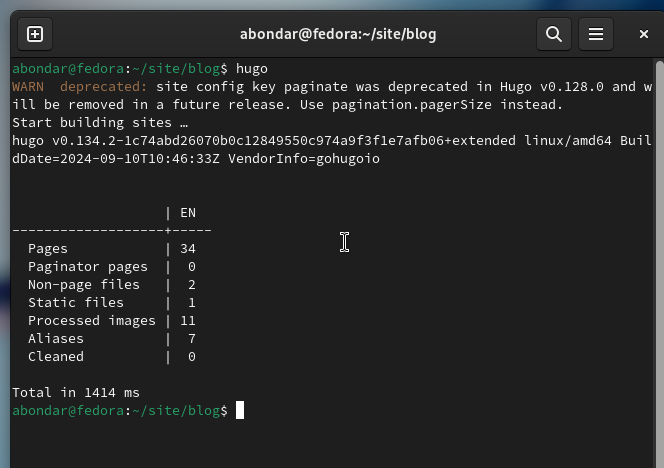 abondar@fedora:~/site/blog
abondar@fedora:~/site/blog$ hugo
WARN  deprecated: site config key paginate was deprecated in Hugo v0.128.0 and w
ill be removed in a future release. Use pagination.pagerSize instead.
Start building sites …
hugo v0.134.2-1c74abd26070b0c12849550c974a9f3f1e7afb06+extended linux/amd64 Buil
dDate=2024-09-10T10:46:33Z VendorInfo=gohugoio
                   | EN
-------------------+-----
  Pages            | 34
  Paginator pages  |  0
  Non-page files   |  2
  Static files     |  1
  Processed images | 11
  Aliases          |  7
  Cleaned          |  0
Total in 1414 ms
abondar@fedora:~/site/blog$